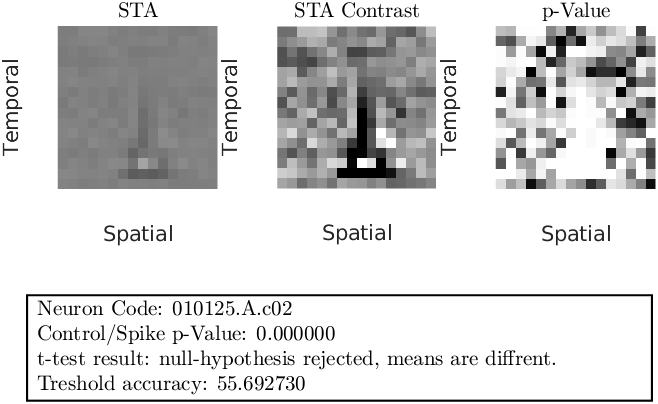 STA
STA Contrast
p-Value
Temporal
Temporal
Temporal
Spatial
Spatial
Spatial
Neuron Code: 010125.A.c02
Control/Spike p-Value: 0.000000
t-test result: null-hypothesis rejected, means are diffrent.
Treshold accuracy: 55.692730